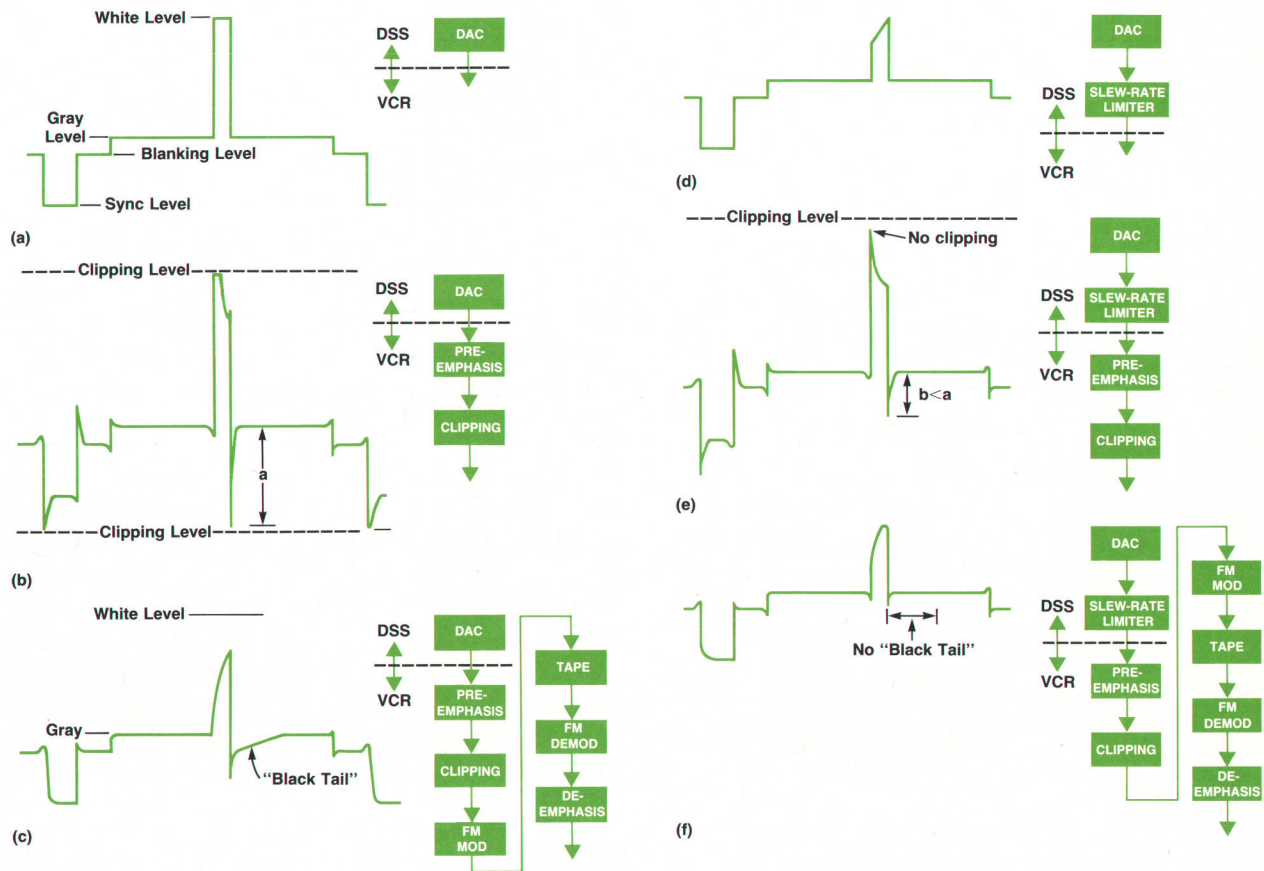 White Level
DSS
VCR
DAC
Gray
Level
Blanking Level
Sync Level
(a)
Clipping Level
DSS
VCR
DAC
PRE-
EMPHASIS
CLIPPING
a
Clipping Level
(b)
White Level
DSS
VCR
DAC
PRE-
EMPHASIS
CLIPPING
FM
MOD
TAPE
FM
DEMOD
DE-
EMPHASIS
Gray
"Black Tail"
(c)
DAC
SLEW-RATE
LIMITER
DSS
VCR
(d)
Clipping Level
No clipping
b<a
DAC
SLEW-RATE
LIMITER
DSS
VCR
PRE-
EMPHASIS
CLIPPING
(e)
No "Black Tail"
DAC
SLEW-RATE
LIMITER
DSS
VCR
PRE-
EMPHASIS
CLIPPING
FM
MOD
TAPE
FM
DEMOD
DE-
EMPHASIS
(f)